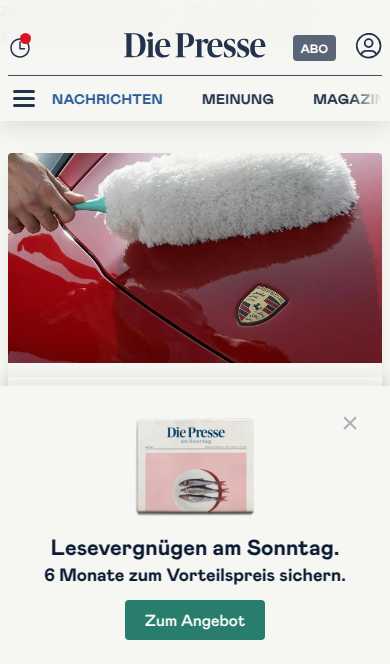 Die Presse
ABO
NACHRICHTEN
MEINUNG
MAGAZIN
Die Presse
am Sonntag
Lesevergnügen am Sonntag.
6 Monate zum Vorteilspreis sichern.
Zum Angebot